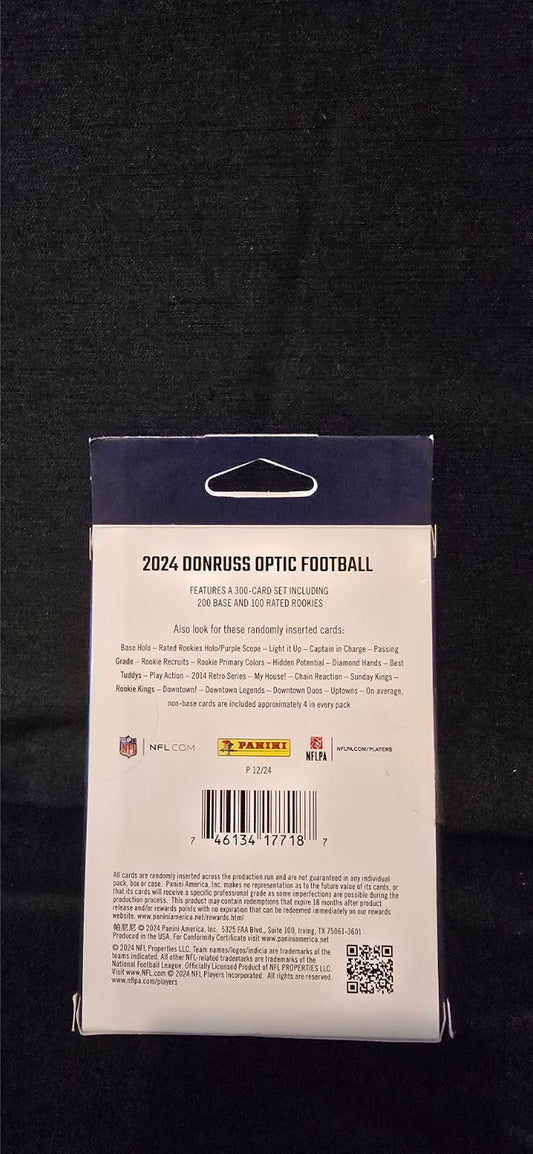 2024 DONRUSS OPTIC FOOTBALL
FEATURES A 300-CARD SET INCLUDING
200 BASE AND 100 RATED ROOKIES
Also look for these randomly inserted cards:
Base Holo – Rated Rookies Holo/Purple Scope – Light it Up – Captain in Charge – Passing
Grade – Rookie Recruits – Rookie Primary Colors – Hidden Potential – Diamond Hands – Best
Tuddys – Play Action – 2014 Retro Series – My House! – Chain Reaction – Sunday Kings –
Rookie Kings – Downtown! – Downtown Legends – Downtown Duos – Uptowns – On average,
non-base cards are included approximately 4 in every pack
NFL NFL.COM PANINI NFLPA NFLPA.COM/PLAYERS
P 12/24
7 46134 17718 7
All cards are randomly inserted across the production run and are not guaranteed in any individual
pack, box or case. Panini America, Inc. makes no representation as to the future value of its cards, or
that its cards will receive a specific professional grade as some imperfections are possible during the
production process. This product may contain redemptions that expire 18 months after product
release and/or rewards points with no expiration that can be redeemed immediately on our rewards
website. www.paniniamerica.net/rewards.html
帕尼尼 © 2024 Panini America, Inc. 5325 FAA Blvd., Suite 100, Irving, TX 75061-3601
Produced in the USA. For Conformity Certificate visit www.paniniamerica.net
© 2024 NFL Properties LLC. Team names/logos/indicia are trademarks of the
teams indicated. All other NFL-related trademarks are trademarks of the
National Football League. Officially Licensed Product of NFL PROPERTIES LLC.
Visit www.NFL.com © 2024 NFL Players Incorporated. All rights are reserved.
www.nflpa.com/players